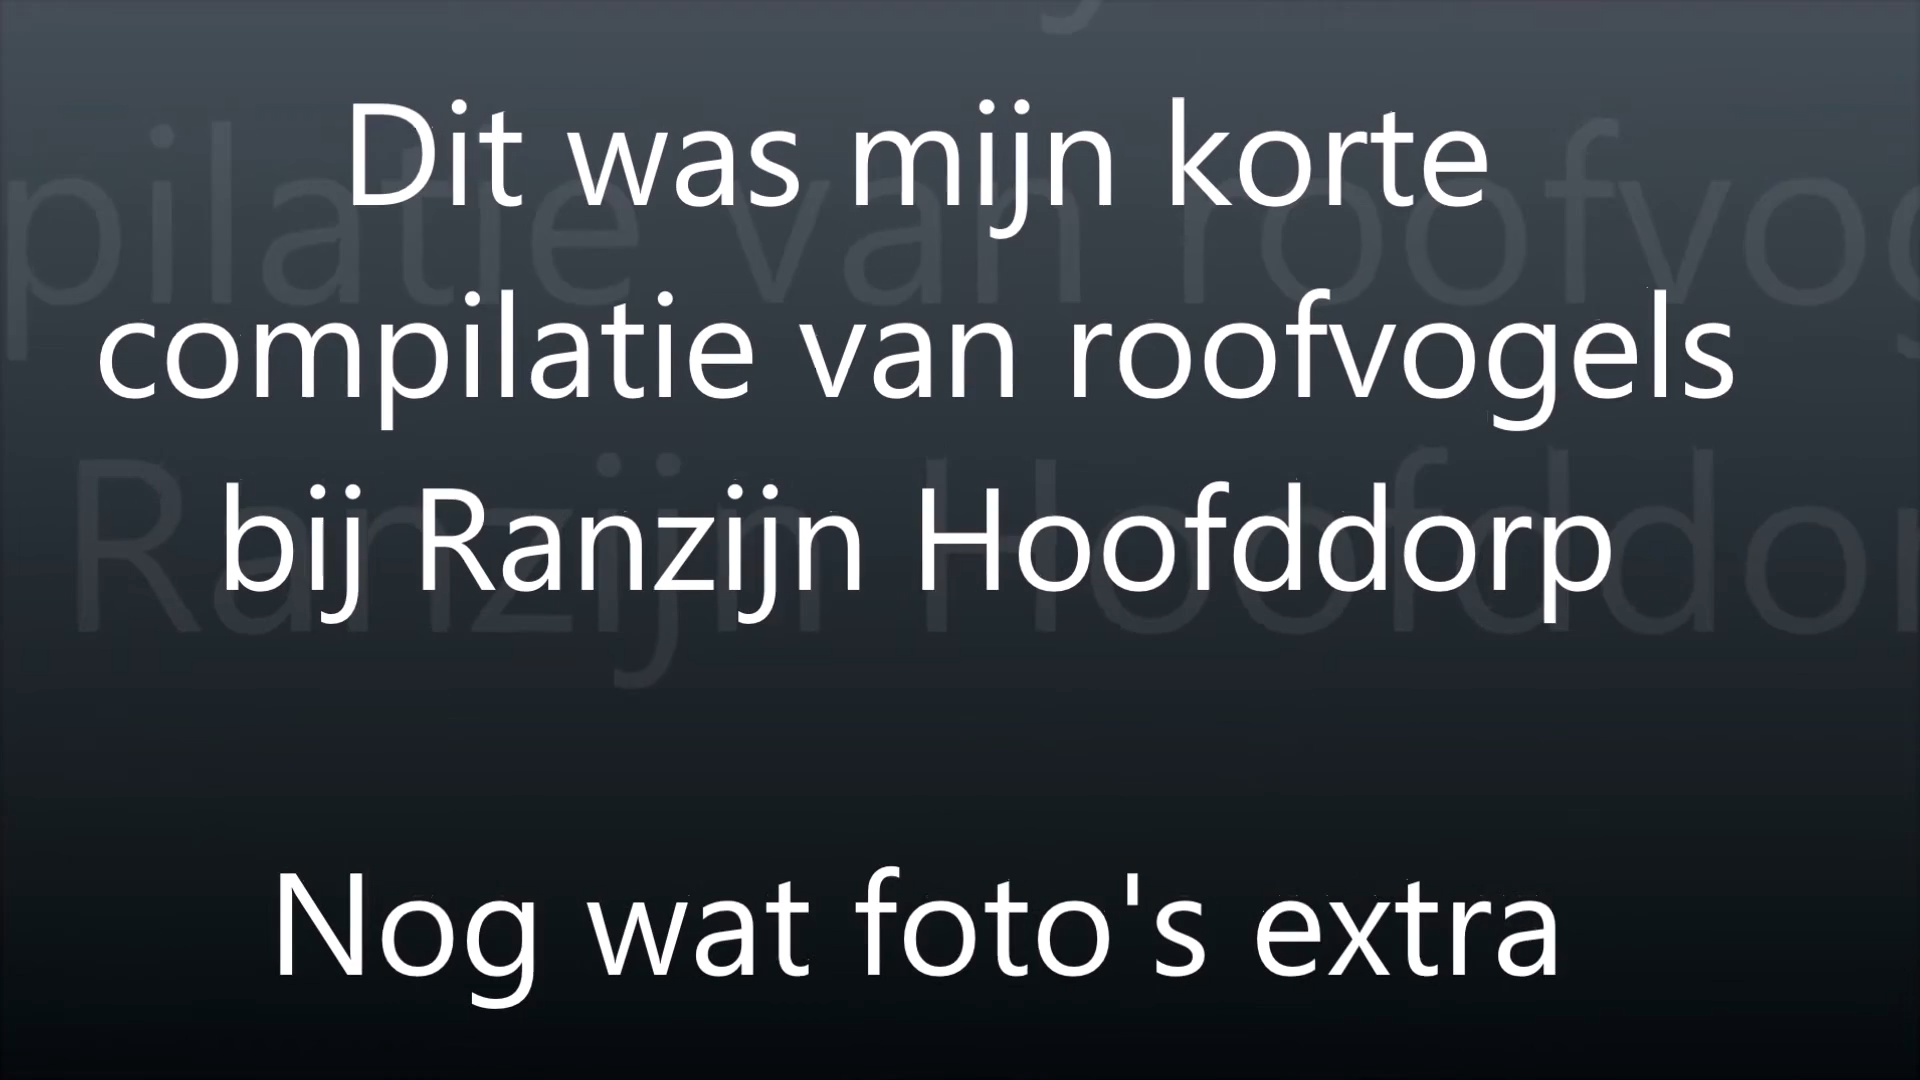 Dit was mijn korte
compilatie van roofvogels
bij Ranzijn Hoofddorp
Nog wat foto's extra